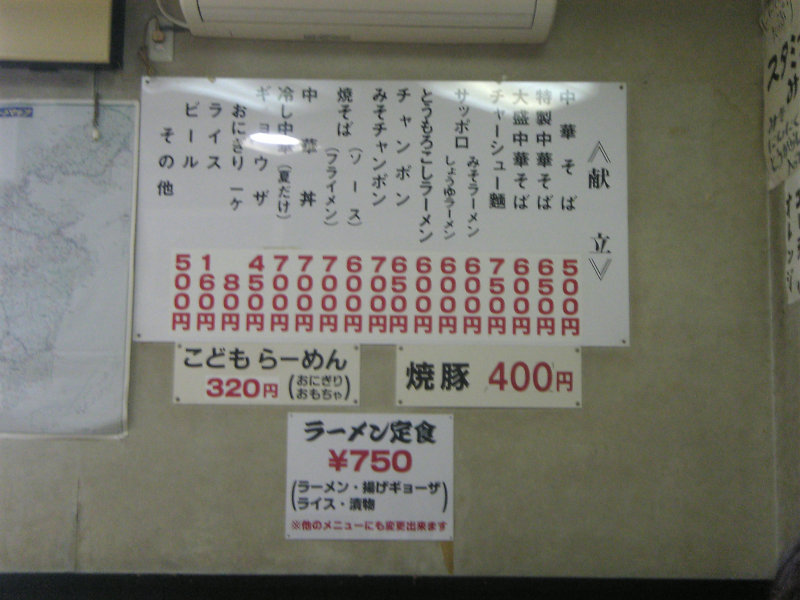 《献立》
中華そば 500円
特製中華そば 650円
大盛中華そば 650円
チャーシュー麺 750円
サッポロ みそラーメン 600円
しょうゆラーメン 600円
とうもろこしラーメン 600円
チャンポン 650円
みそチャンポン 700円
焼そば (ソース) 600円
(フライメン) 700円
中華丼 700円
冷し中華(夏だけ) 700円
ギョウザ 450円
おにぎり 一ケ 80円
ライス 160円
ビール 500円
その他
こどもらーめん
320円 (おにぎり
おもちゃ)
焼豚 400円
ラーメン定食
¥750
(ラーメン・揚げギョーザ
ライス・漬物)
※他のメニューにも変更出来ます
スタミ